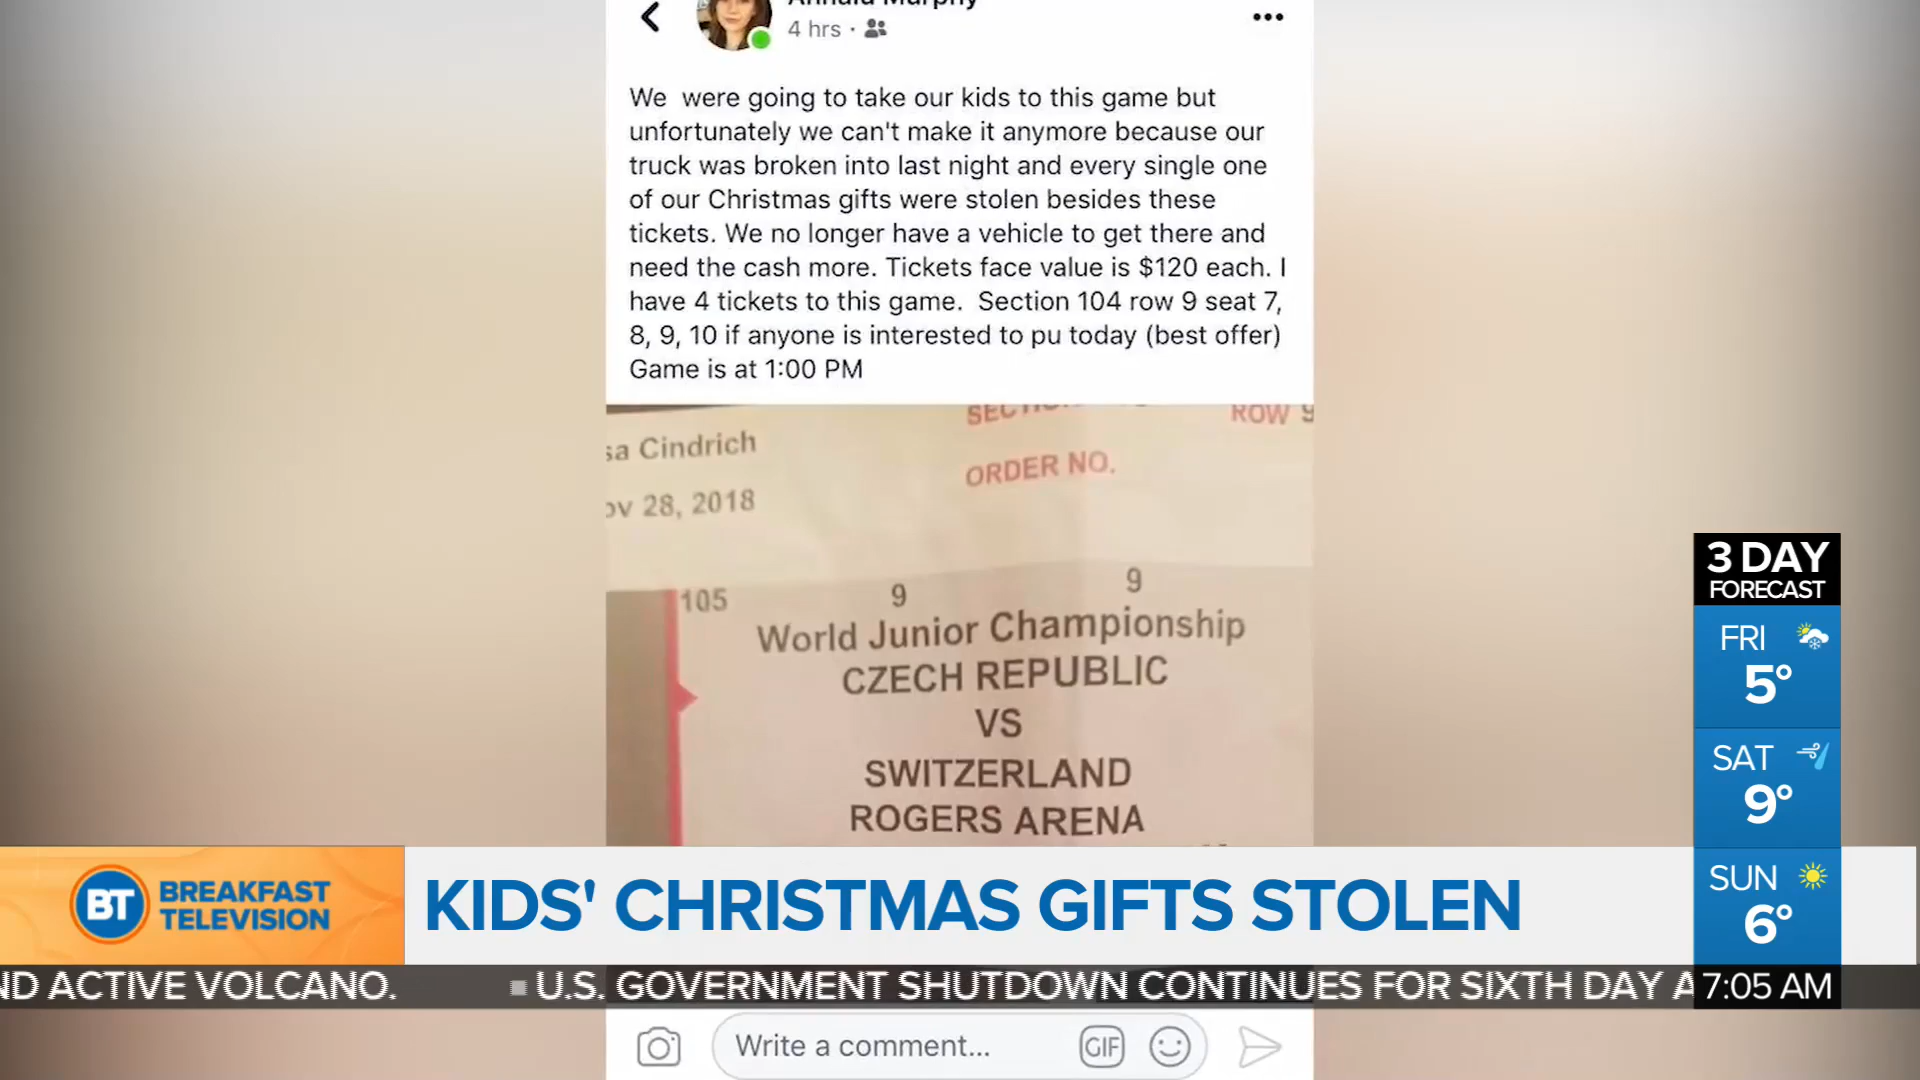 4 hrs ·
We were going to take our kids to this game but
unfortunately we can't make it anymore because our
truck was broken into last night and every single one
of our Christmas gifts were stolen besides these
tickets. We no longer have a vehicle to get there and
need the cash more. Tickets face value is $120 each. I
have 4 tickets to this game. Section 104 row 9 seat 7,
8, 9, 10 if anyone is interested to pu today (best offer)
Game is at 1:00 PM
ROW 9
sa Cindrich
ORDER NO.
ov 28, 2018
105 9 9
World Junior Championship
CZECH REPUBLIC
VS
SWITZERLAND
ROGERS ARENA
3 DAY
FORECAST
FRI
5°
SAT
9°
SUN
6°
BT BREAKFAST
TELEVISION
KIDS' CHRISTMAS GIFTS STOLEN
ND ACTIVE VOLCANO. ■ U.S. GOVERNMENT SHUTDOWN CONTINUES FOR SIXTH DAY A
7:05 AM
Write a comment...
GIF